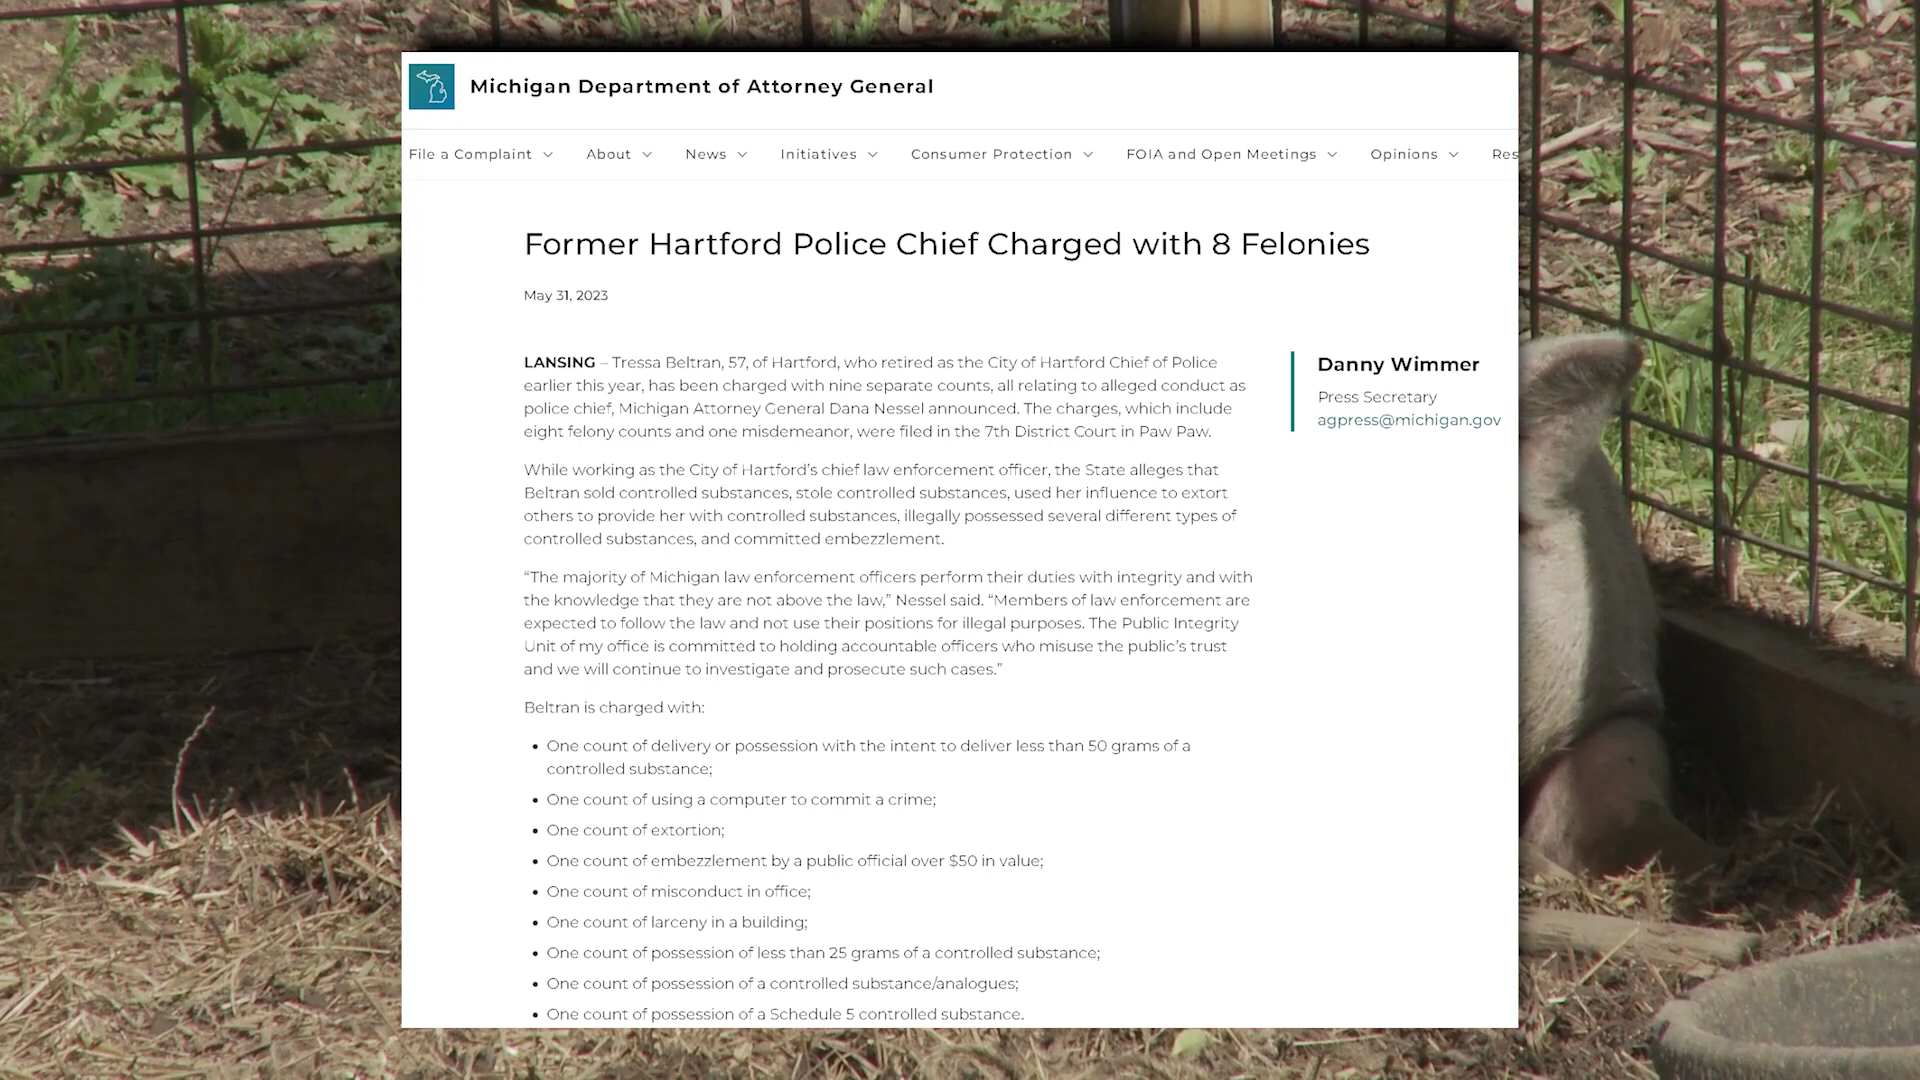 Michigan Department of Attorney General
File a Complaint About News Initiatives Consumer Protection FOIA and Open Meetings Opinions Res
Former Hartford Police Chief Charged with 8 Felonies
May 31, 2023
LANSING – Tressa Beltran, 57, of Hartford, who retired as the City of Hartford Chief of Police
earlier this year, has been charged with nine separate counts, all relating to alleged conduct as
police chief, Michigan Attorney General Dana Nessel announced. The charges, which include
eight felony counts and one misdemeanor, were filed in the 7th District Court in Paw Paw.
While working as the City of Hartford’s chief law enforcement officer, the State alleges that
Beltran sold controlled substances, stole controlled substances, used her influence to extort
others to provide her with controlled substances, illegally possessed several different types of
controlled substances, and committed embezzlement.
“The majority of Michigan law enforcement officers perform their duties with integrity and with
the knowledge that they are not above the law,” Nessel said. “Members of law enforcement are
expected to follow the law and not use their positions for illegal purposes. The Public Integrity
Unit of my office is committed to holding accountable officers who misuse the public’s trust
and we will continue to investigate and prosecute such cases.”
Beltran is charged with:
• One count of delivery or possession with the intent to deliver less than 50 grams of a
controlled substance;
• One count of using a computer to commit a crime;
• One count of extortion;
• One count of embezzlement by a public official over $50 in value;
• One count of misconduct in office;
• One count of larceny in a building;
• One count of possession of less than 25 grams of a controlled substance;
• One count of possession of a controlled substance/analogues;
• One count of possession of a Schedule 5 controlled substance.
Danny Wimmer
Press Secretary
agpress@michigan.gov